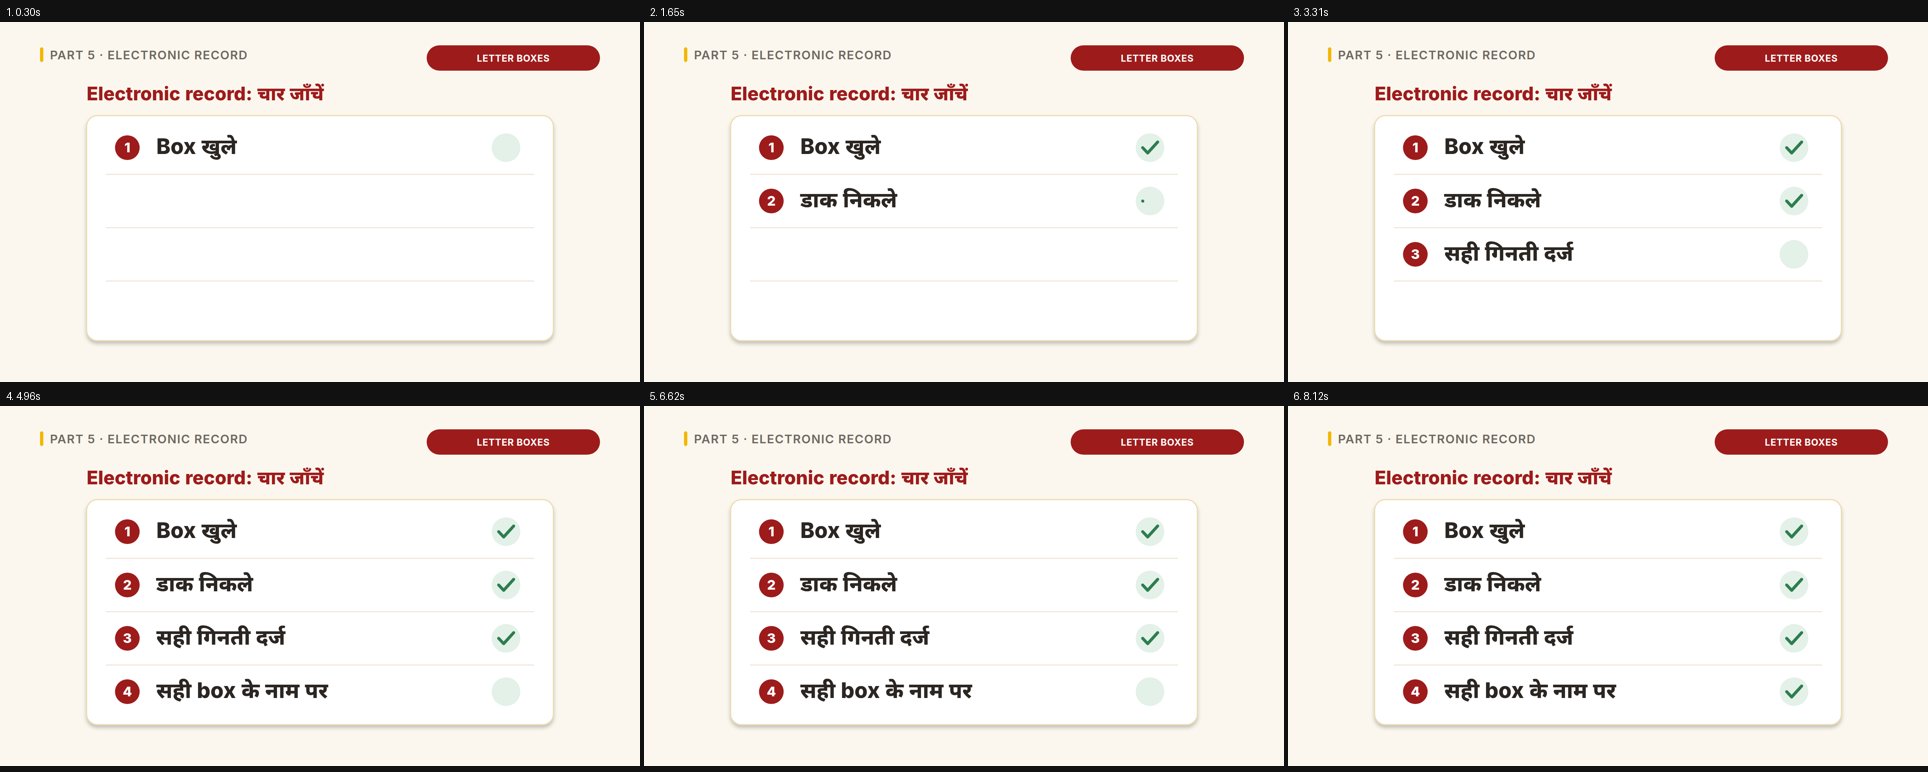 1. 0.30s
PART 5 · ELECTRONIC RECORD
LETTER BOXES
Electronic record: चार जाँचें
1 Box खुले
2. 1.65s
PART 5 · ELECTRONIC RECORD
LETTER BOXES
Electronic record: चार जाँचें
1 Box खुले
2 डाक निकले
3. 3.31s
PART 5 · ELECTRONIC RECORD
LETTER BOXES
Electronic record: चार जाँचें
1 Box खुले
2 डाक निकले
3 सही गिनती दर्ज
4. 4.96s
PART 5 · ELECTRONIC RECORD
LETTER BOXES
Electronic record: चार जाँचें
1 Box खुले
2 डाक निकले
3 सही गिनती दर्ज
4 सही box के नाम पर
5. 6.62s
PART 5 · ELECTRONIC RECORD
LETTER BOXES
Electronic record: चार जाँचें
1 Box खुले
2 डाक निकले
3 सही गिनती दर्ज
4 सही box के नाम पर
6. 8.12s
PART 5 · ELECTRONIC RECORD
LETTER BOXES
Electronic record: चार जाँचें
1 Box खुले
2 डाक निकले
3 सही गिनती दर्ज
4 सही box के नाम पर